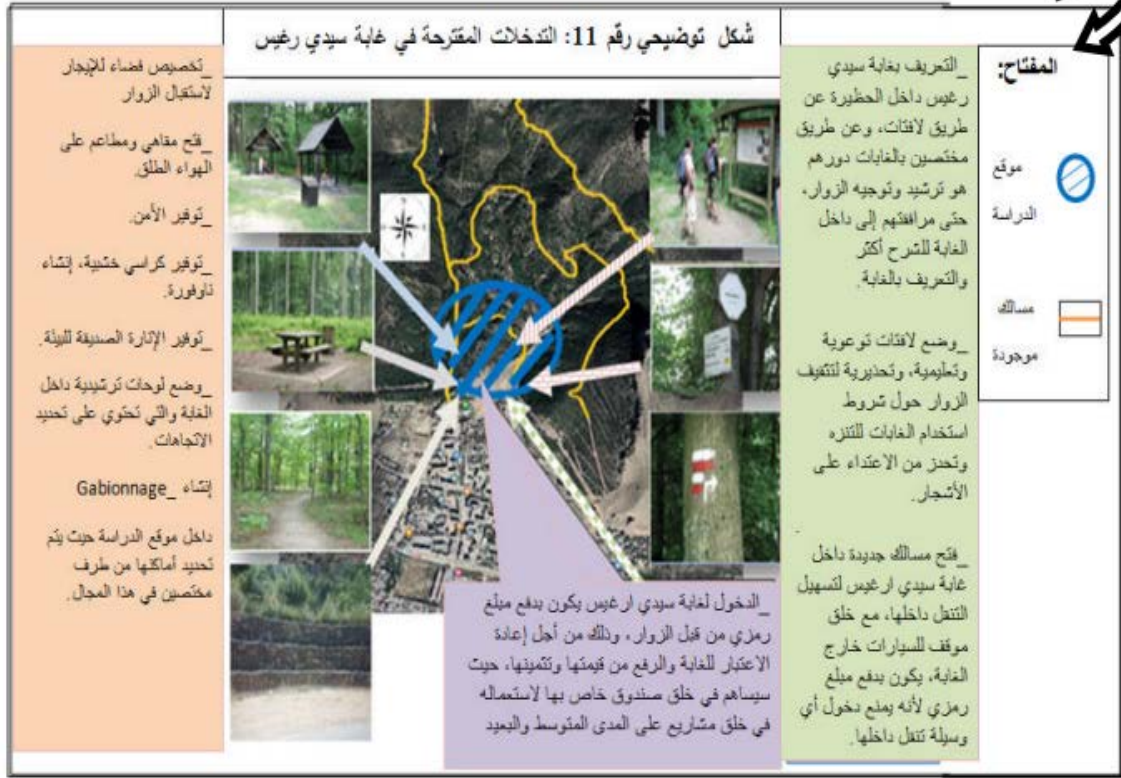 شكل توضيحي رقم 11: التدخلات المقترحة في غابة سيدي رغيس
المفتاح:
موقع
الدراسة
مسالك
موجودة
_التعريف بغابة سيدي
رغيس داخل الحظيرة عن
طريق لافتات، وعن طريق
مختصين بالغابات دورهم
هو ترشيد وتوجيه الزوار،
حتى مرافقتهم إلى داخل
الغابة للشرح أكثر
والتعريف بالغابة.
_وضع لافتات توعوية
وتعليمية، وتحذيرية لتثقيف
الزوار حول شروط
استخدام الغابات للتنزه
وتحذر من الاعتداء على
الأشجار.
_فتح مسالك جديدة داخل
غابة سيدي ارغيس لتسهيل
التنقل داخلها، مع خلق
موقف للسيارات خارج
الغابة، يكون بدفع مبلغ
رمزي لأنه يمنع دخول أي
وسيلة تنقل داخلها.
_الدخول لغابة سيدي ارغيس يكون بدفع مبلغ
رمزي من قبل الزوار، وذلك من أجل إعادة
الاعتبار للغابة والرفع من قيمتها وتثمينها، حيث
سيساهم في خلق صندوق خاص بها لاستعماله
في خلق مشاريع على المدى المتوسط والبعيد
_تخصيص فضاء للإيجار
لاستقبال الزوار
_فتح مقاهي ومطاعم على
الهواء الطلق.
_توفير الأمن.
_توفير كراسي خشبية، إنشاء
نافورة.
_توفير الإنارة الصديقة للبيئة.
_وضع لوحات ترشيدية داخل
الغابة والتي تحتوي على تحديد
الاتجاهات.
إنشاء _Gabionnage
داخل موقع الدراسة حيث يتم
تحديد أماكنها من طرف
مختصين في هذا المجال.